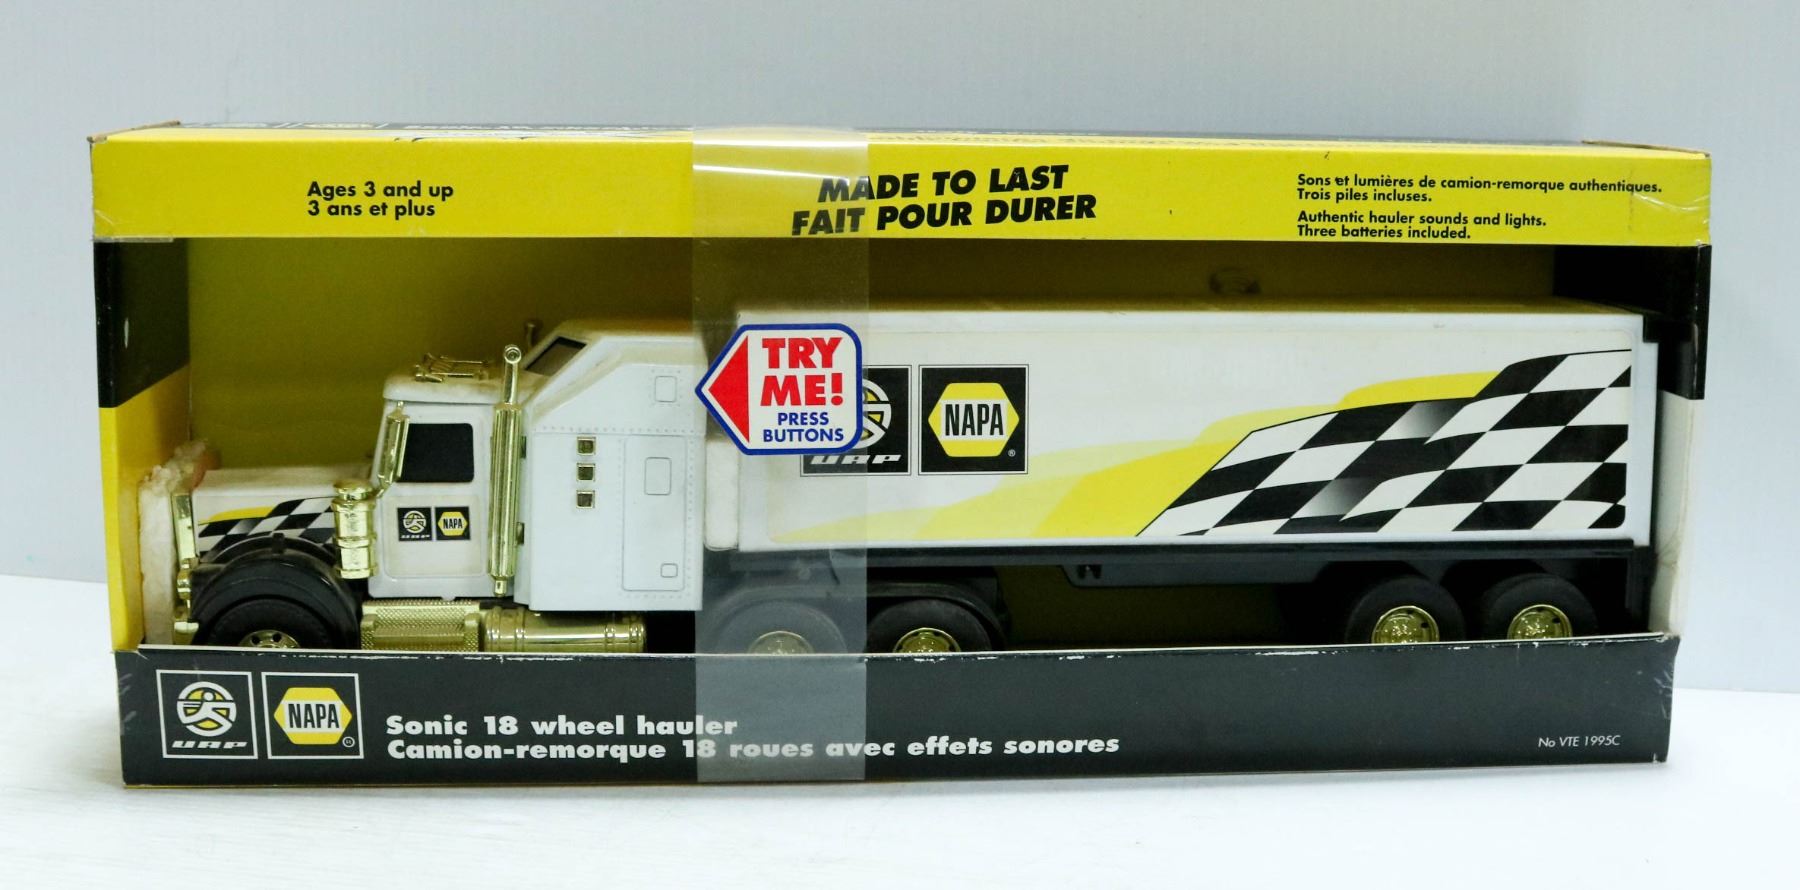 Ages 3 and up
3 ans et plus
MADE TO LAST
FAIT POUR DURER
Sons et lumières de camion-remorque authentiques.
Trois piles incluses.
Authentic hauler sounds and lights.
Three batteries included.
TRY
ME!
PRESS
BUTTONS
UAP
NAPA
UAP NAPA
UAP NAPA
Sonic 18 wheel hauler
Camion-remorque 18 roues avec effets sonores
No VTE 1995C